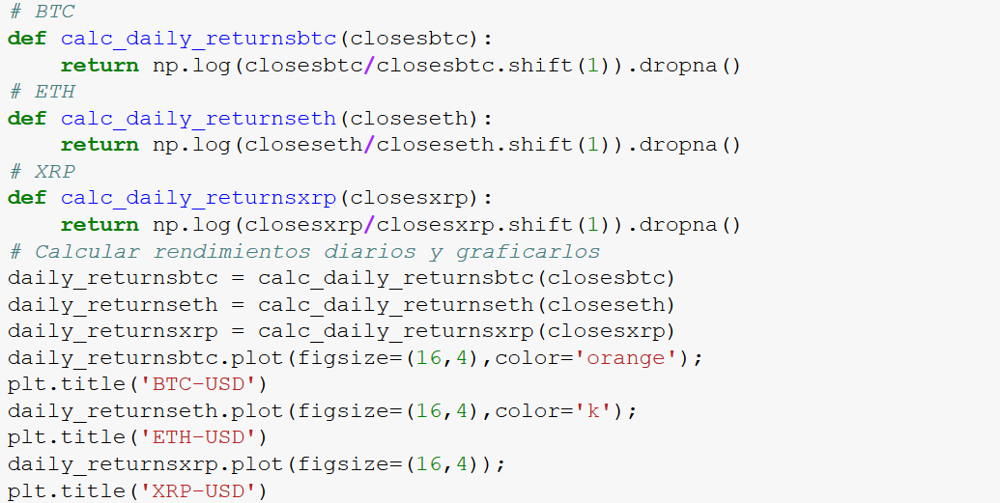 # BTC
def calc_daily_returnsbtc(closesbtc):
    return np.log(closesbtc/closesbtc.shift(1)).dropna()
# ETH
def calc_daily_returnseth(closeseth):
    return np.log(closeseth/closeseth.shift(1)).dropna()
# XRP
def calc_daily_returnsxrp(closesxrp):
    return np.log(closesxrp/closesxrp.shift(1)).dropna()
# Calcular rendimientos diarios y graficarlos
daily_returnsbtc = calc_daily_returnsbtc(closesbtc)
daily_returnseth = calc_daily_returnseth(closeseth)
daily_returnsxrp = calc_daily_returnsxrp(closesxrp)
daily_returnsbtc.plot(figsize=(16,4),color='orange');
plt.title('BTC-USD')
daily_returnseth.plot(figsize=(16,4),color='k');
plt.title('ETH-USD')
daily_returnsxrp.plot(figsize=(16,4));
plt.title('XRP-USD')